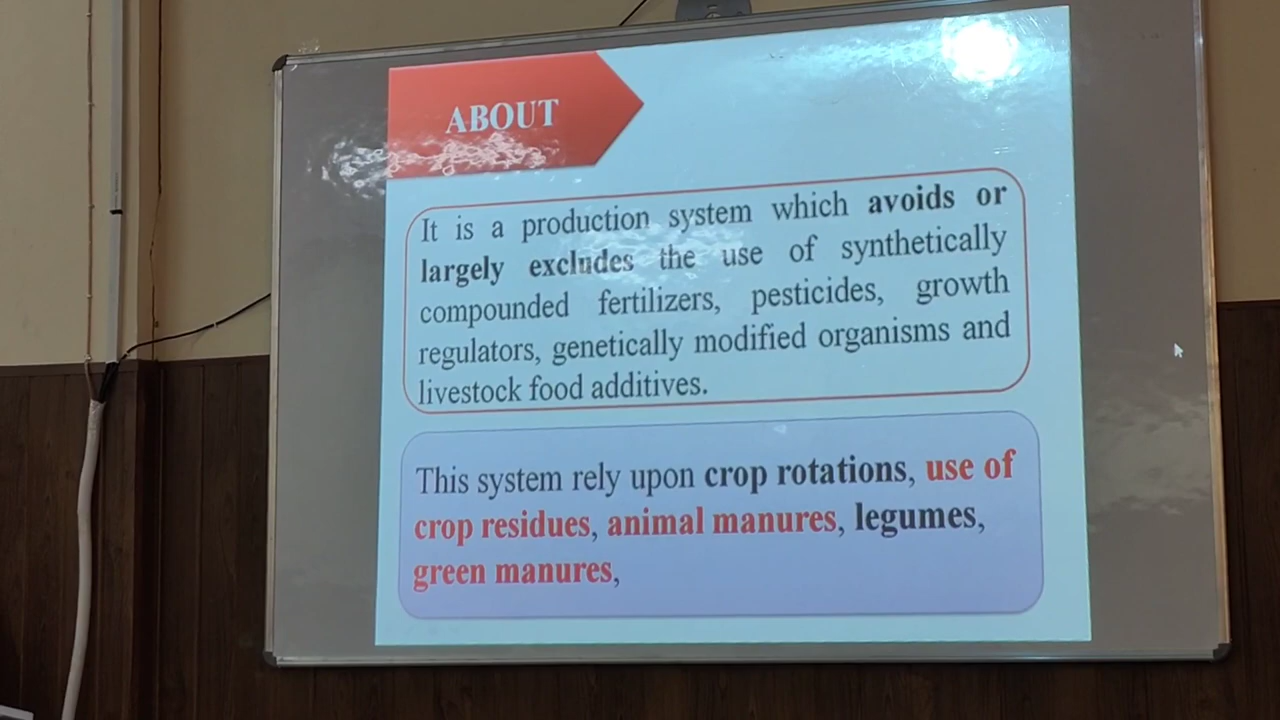 ABOUT
It is a production system which avoids or
largely excludes the use of synthetically
compounded fertilizers, pesticides, growth
regulators, genetically modified organisms and
livestock food additives.
This system rely upon crop rotations, use of
crop residues, animal manures, legumes,
green manures,